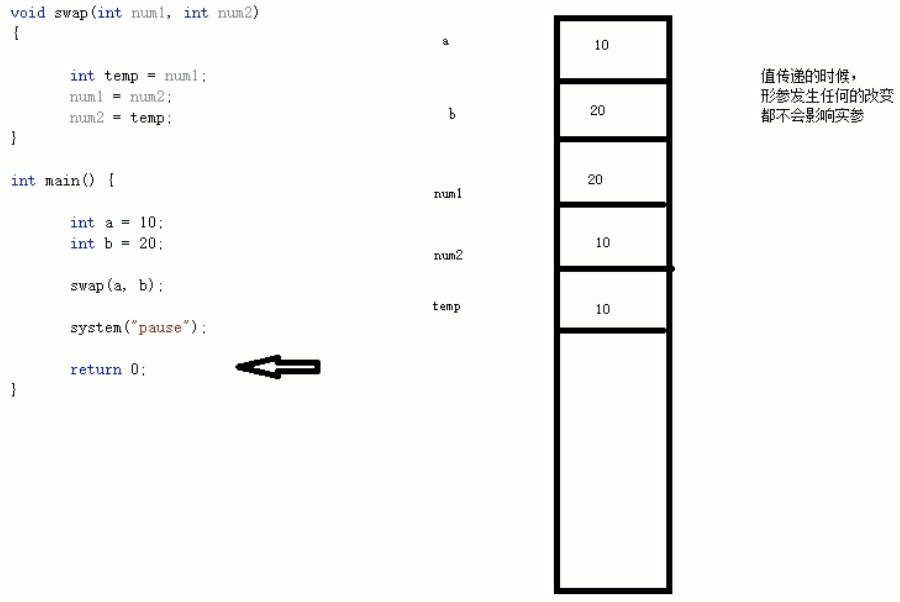 void swap(int num1, int num2)
{
int temp = num1;
num1 = num2;
num2 = temp;
}
int main() {
int a = 10;
int b = 20;
swap(a, b);
system("pause");
return 0;
}
a
10
b
20
num1
20
num2
10
temp
10
值传递的时候，
形参发生任何的改变
都不会影响实参